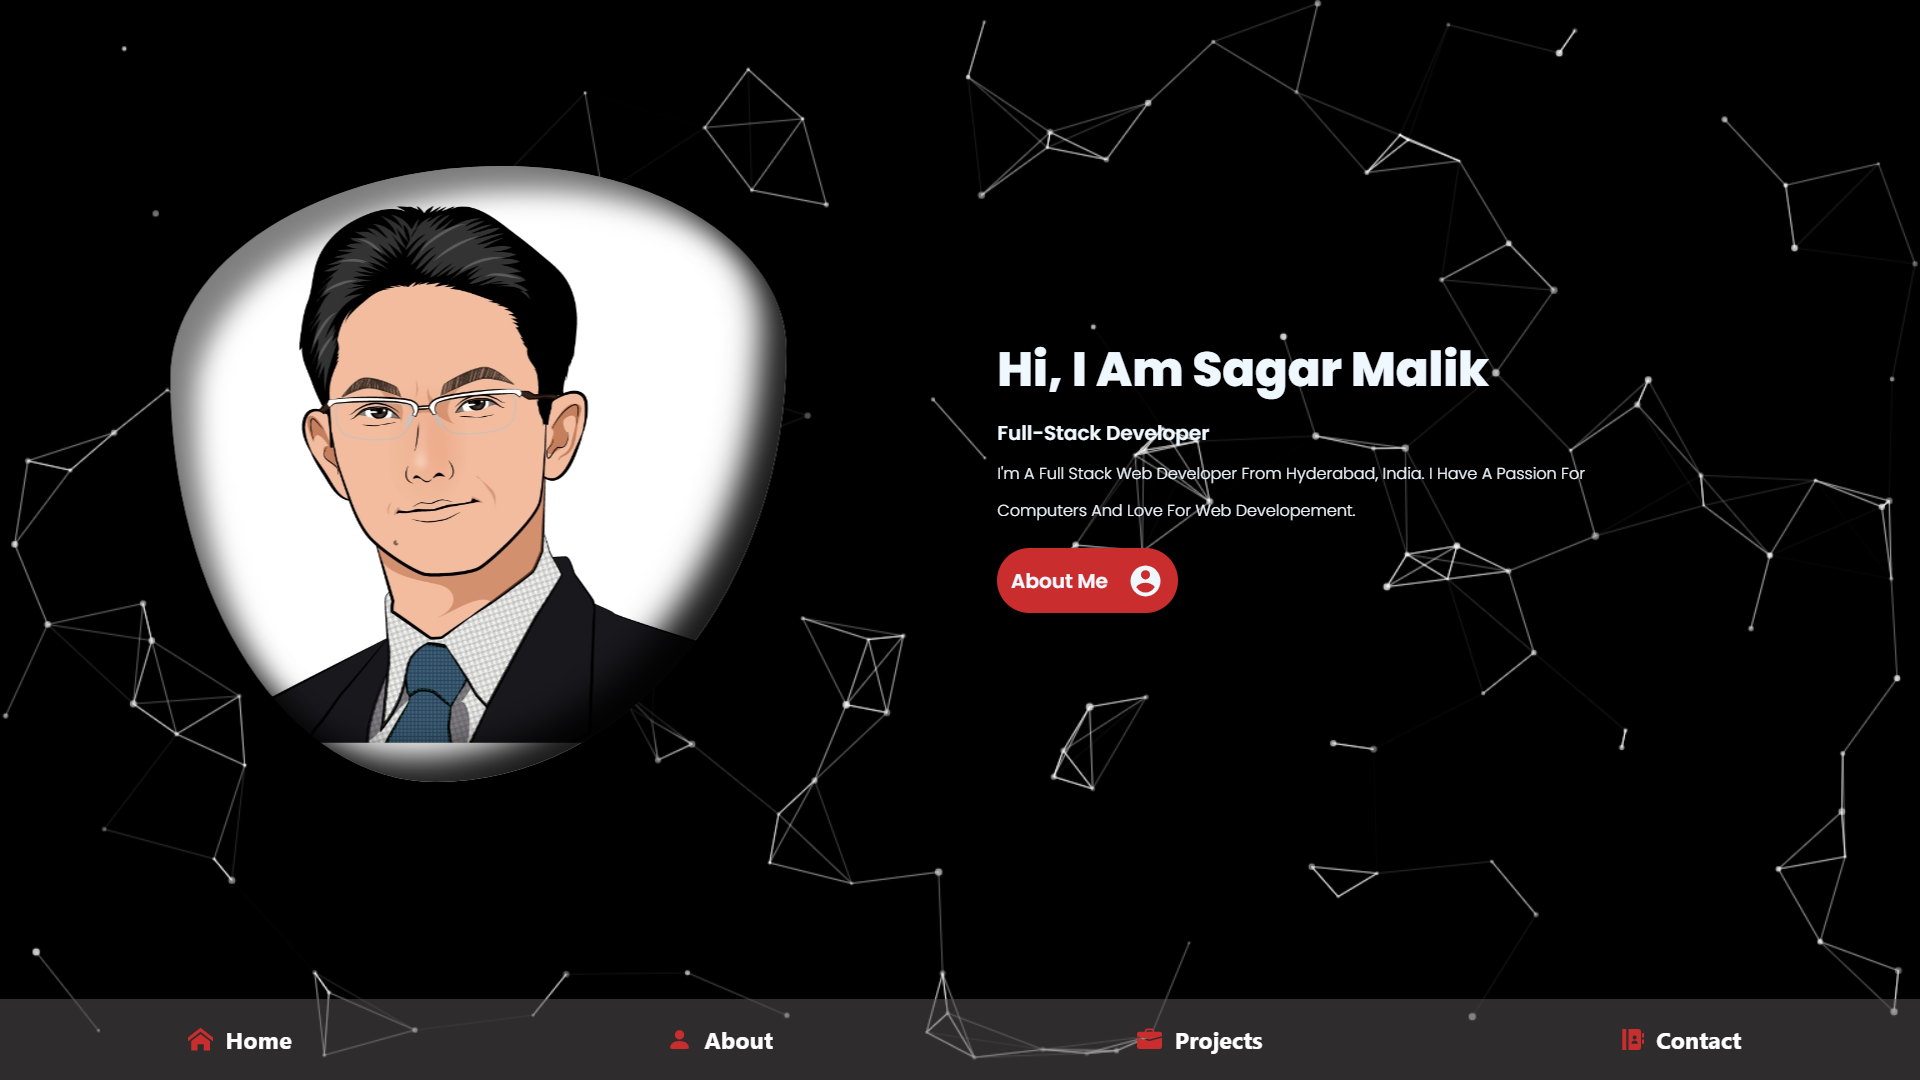 Hi, I Am Sagar Malik
Full-Stack Developer
I'm A Full Stack Web Developer From Hyderabad, India. I Have A Passion For
Computers And Love For Web Developement.
About Me
Home
About
Projects
Contact